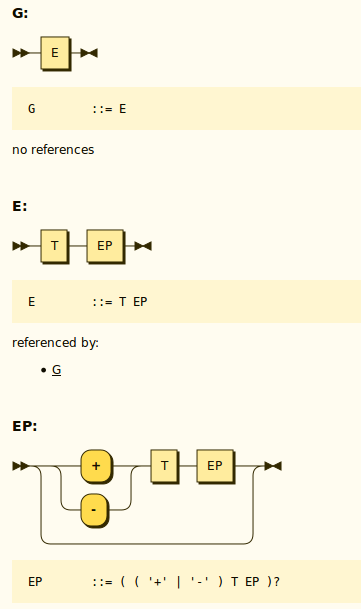 G:
E
G ::= E
no references
E:
T EP
E ::= T EP
referenced by:
• G
EP:
+ T EP
-
EP ::= ( ( '+' | '-' ) T EP )?